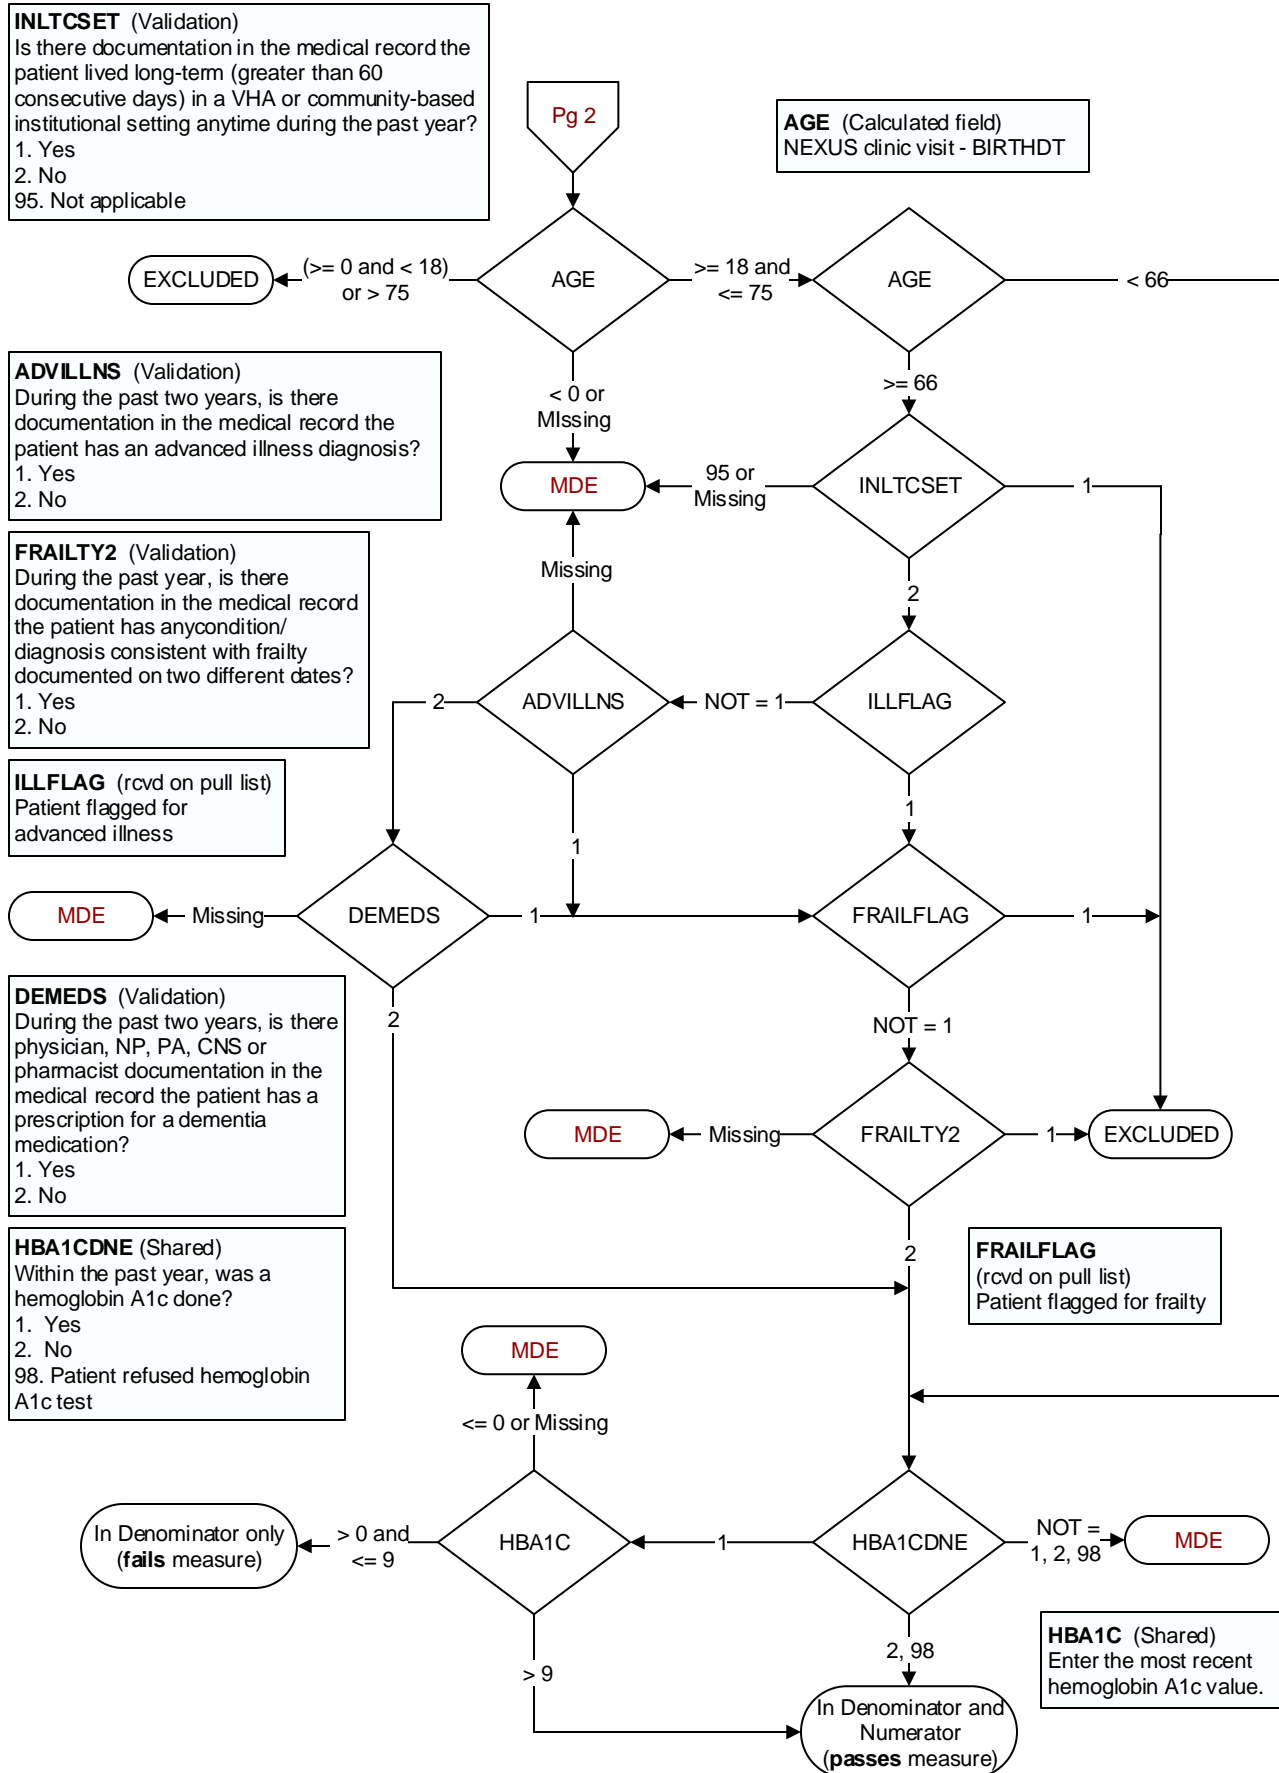 INLTCSET (Validation)
Is there documentation in the medical record the
patient lived long-term (greater than 60
consecutive days) in a VHA or community-based
institutional setting anytime during the past year?
1. Yes
2. No
95. Not applicable
Pg 2
AGE (Calculated field)
NEXUS clinic visit - BIRTHDT
EXCLUDED
(>= 0 and < 18)
or > 75
AGE
>= 18 and
<= 75
AGE
< 66
< 0 or
MIssing
>= 66
ADVILLNS (Validation)
During the past two years, is there
documentation in the medical record the
patient has an advanced illness diagnosis?
1. Yes
2. No
MDE
95 or
Missing
INLTCSET
1
Missing
2
FRAILTY2 (Validation)
During the past year, is there
documentation in the medical record
the patient has anycondition/
diagnosis consistent with frailty
documented on two different dates?
1. Yes
2. No
2
ADVILLNS
NOT = 1
ILLFLAG
1
1
ILLFLAG (rcvd on pull list)
Patient flagged for
advanced illness
MDE
Missing
DEMEDS
1
FRAILFLAG
1
2
NOT = 1
DEMEDS (Validation)
During the past two years, is there
physician, NP, PA, CNS or
pharmacist documentation in the
medical record the patient has a
prescription for a dementia
medication?
1. Yes
2. No
MDE
Missing
FRAILTY2
1
EXCLUDED
2
HBA1CDNE (Shared)
Within the past year, was a
hemoglobin A1c done?
1. Yes
2. No
98. Patient refused hemoglobin
A1c test
FRAILFLAG
(rcvd on pull list)
Patient flagged for frailty
MDE
<= 0 or Missing
In Denominator only
(fails measure)
> 0 and
<= 9
HBA1C
1
HBA1CDNE
NOT =
1, 2, 98
MDE
> 9
2, 98
HBA1C (Shared)
Enter the most recent
hemoglobin A1c value.
In Denominator and
Numerator
(passes measure)